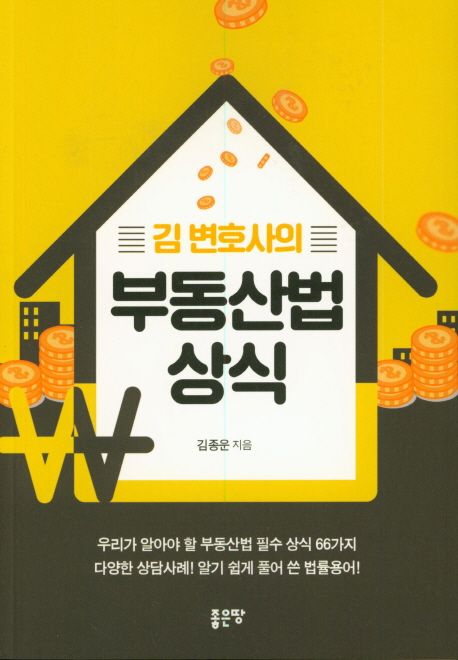 김 변호사의
부동산법
상식
김종운 지음
우리가 알아야 할 부동산법 필수 상식 66가지
다양한 상담사례! 알기 쉽게 풀어 쓴 법률용어!
좋은땅